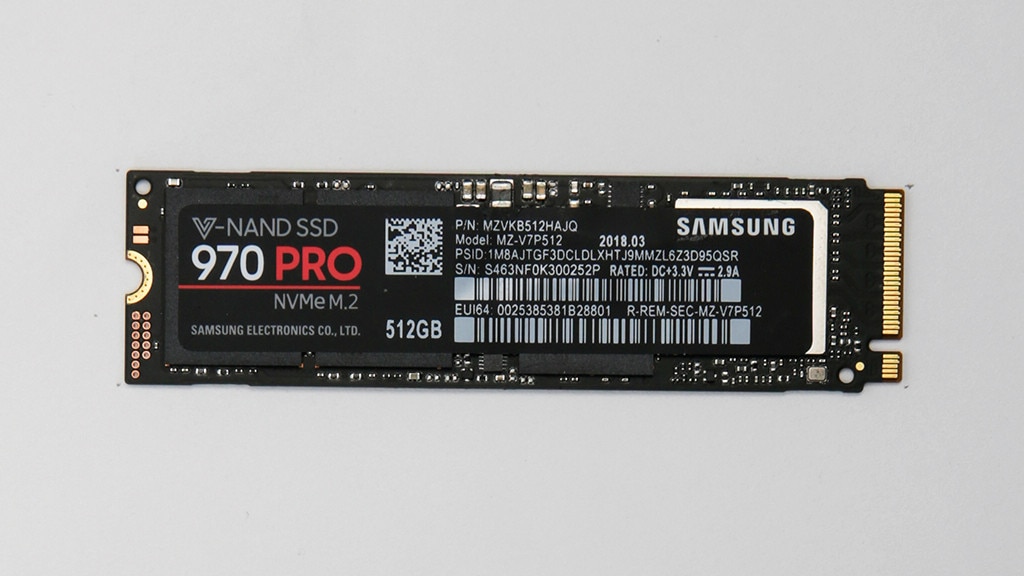 V-NAND SSD
970 PRO
NVMe M.2
SAMSUNG ELECTRONICS CO., LTD.
512GB
SAMSUNG
P/N: MZVKB512HAJQ
Model: MZ-V7P512 2018.03
PSID:1M8AJTGF3DCLDLXHTJ9MMZL6Z3D95QSR
S/N: S463NF0K300252P RATED: DC+3.3V 2.9A
EUI64: 0025385381B28801 R-REM-SEC-MZ-V7P512